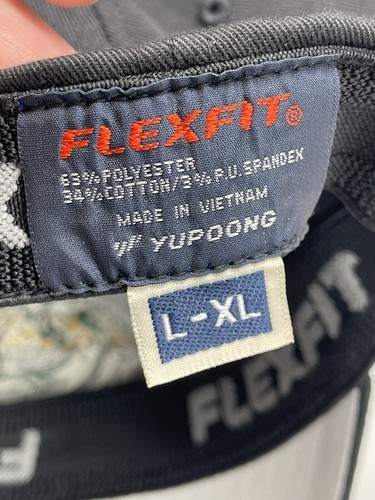 FLEXFIT®
63%POLYESTER
34%COTTON/3%P.U.SPANDEX
MADE IN VIETNAM
YUPOONG
L-XL
FLEXFIT
F
X